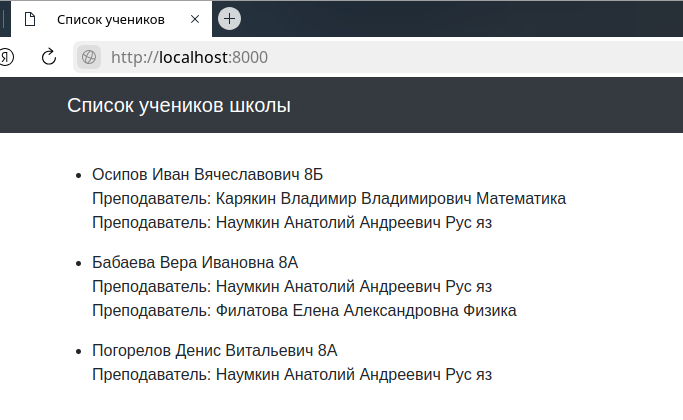 Список учеников
Я
http://localhost:8000
Список учеников школы
Осипов Иван Вячеславович 8Б
Преподаватель: Карякин Владимир Владимирович Математика
Преподаватель: Наумкин Анатолий Андреевич Рус яз
Бабаева Вера Ивановна 8А
Преподаватель: Наумкин Анатолий Андреевич Рус яз
Преподаватель: Филатова Елена Александровна Физика
Погорелов Денис Витальевич 8А
Преподаватель: Наумкин Анатолий Андреевич Рус яз